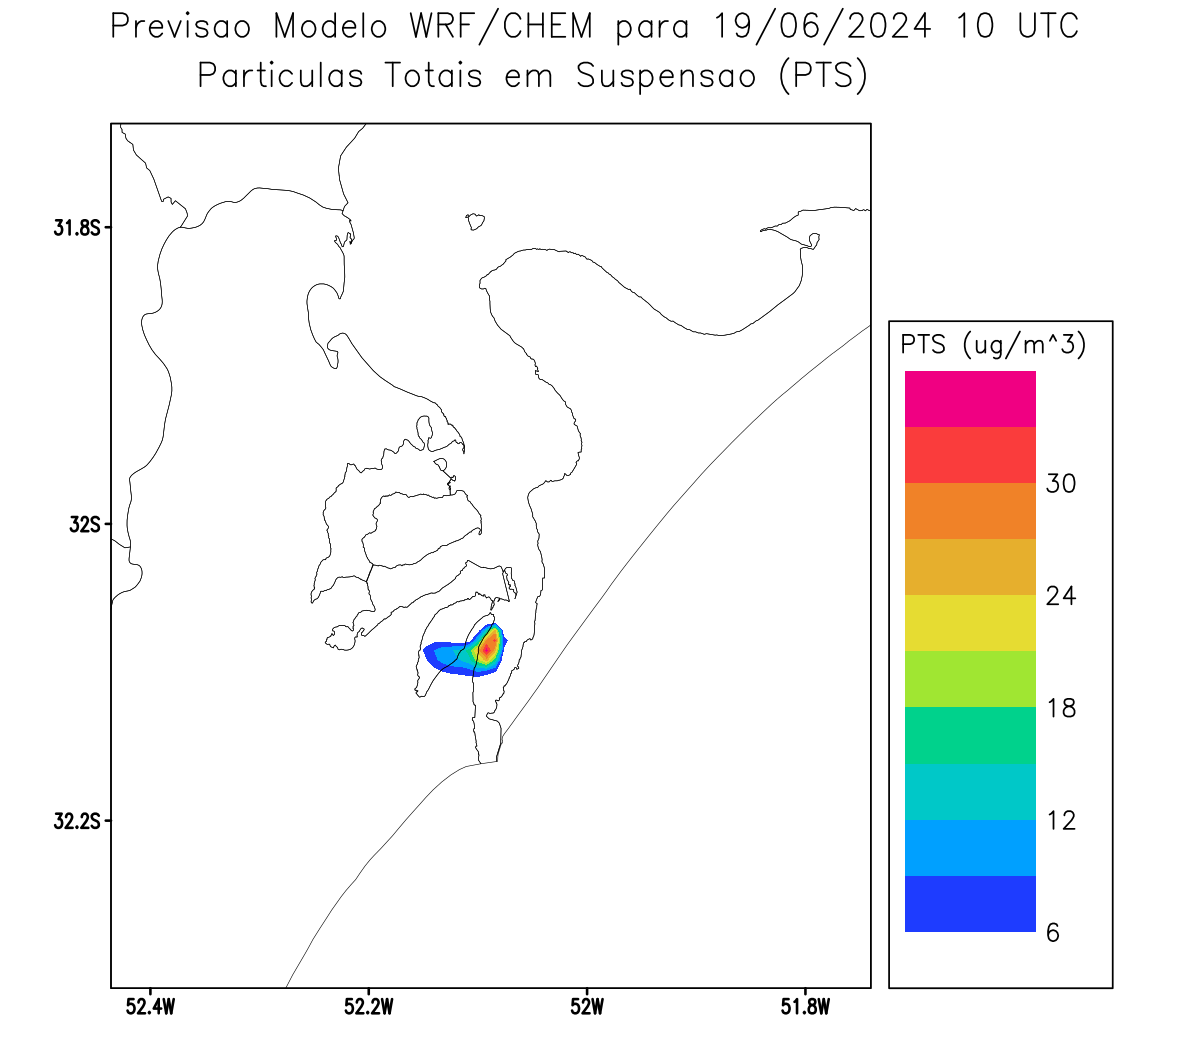 Previsao Modelo WRF/CHEM para 19/06/2024 10 UTC
Particulas Totais em Suspensao (PTS)
31.8S
32S
32.2S
52.4W
52.2W
52W
51.8W
PTS (ug/m^3)
30
24
18
12
6